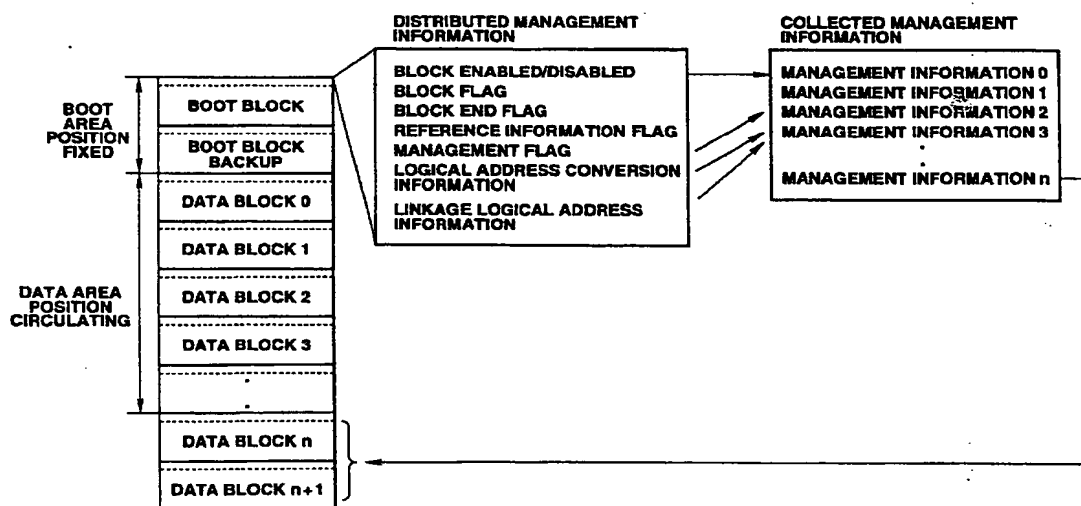 DISTRIBUTED MANAGEMENT
INFORMATION
BLOCK ENABLED/DISABLED
BLOCK FLAG
BLOCK END FLAG
REFERENCE INFORMATION FLAG
MANAGEMENT FLAG
LOGICAL ADDRESS CONVERSION
INFORMATION
LINKAGE LOGICAL ADDRESS
INFORMATION
COLLECTED MANAGEMENT
INFORMATION
MANAGEMENT INFORMATION 0
MANAGEMENT INFORMATION 1
MANAGEMENT INFORMATION 2
MANAGEMENT INFORMATION 3
MANAGEMENT INFORMATION n
BOOT
AREA
POSITION
FIXED
BOOT BLOCK
BOOT BLOCK
BACKUP
DATA AREA
POSITION
CIRCULATING
DATA BLOCK 0
DATA BLOCK 1
DATA BLOCK 2
DATA BLOCK 3
DATA BLOCK n
DATA BLOCK n+1